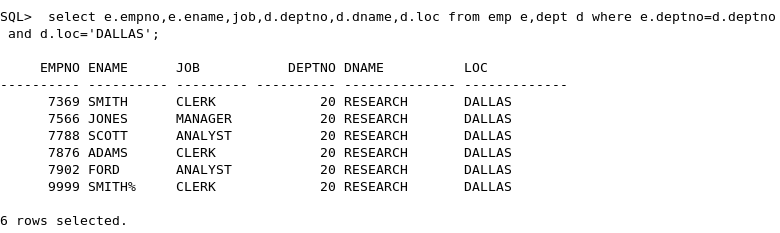 SQL>  select e.empno,e.ename,job,d.deptno,d.dname,d.loc from emp e,dept d where e.deptno=d.deptno
 and d.loc='DALLAS';

     EMPNO ENAME      JOB           DEPTNO DNAME          LOC
---------- ---------- --------- ---------- -------------- -------------
      7369 SMITH      CLERK             20 RESEARCH       DALLAS
      7566 JONES      MANAGER           20 RESEARCH       DALLAS
      7788 SCOTT      ANALYST           20 RESEARCH       DALLAS
      7876 ADAMS      CLERK             20 RESEARCH       DALLAS
      7902 FORD       ANALYST           20 RESEARCH       DALLAS
      9999 SMITH%     CLERK             20 RESEARCH       DALLAS

6 rows selected.